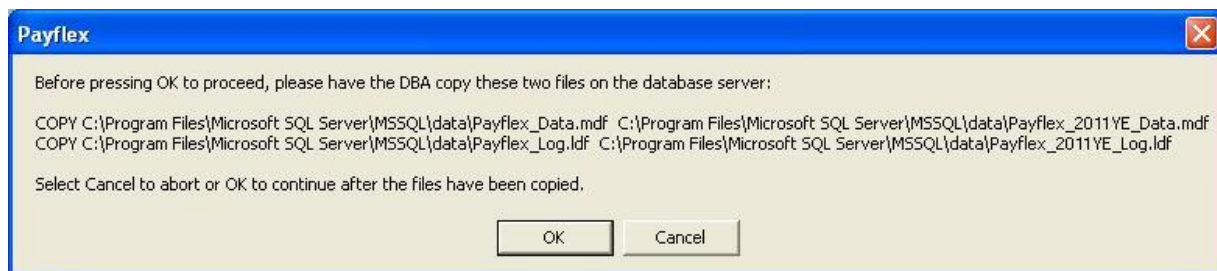 Payflex
Before pressing OK to proceed, please have the DBA copy these two files on the database server:
COPY C:\Program Files\Microsoft SQL Server\MSSQL\data\Payflex_Data.mdf  C:\Program Files\Microsoft SQL Server\MSSQL\data\Payflex_2011YE_Data.mdf
COPY C:\Program Files\Microsoft SQL Server\MSSQL\data\Payflex_Log.ldf  C:\Program Files\Microsoft SQL Server\MSSQL\data\Payflex_2011YE_Log.ldf
Select Cancel to abort or OK to continue after the files have been copied.
OK Cancel